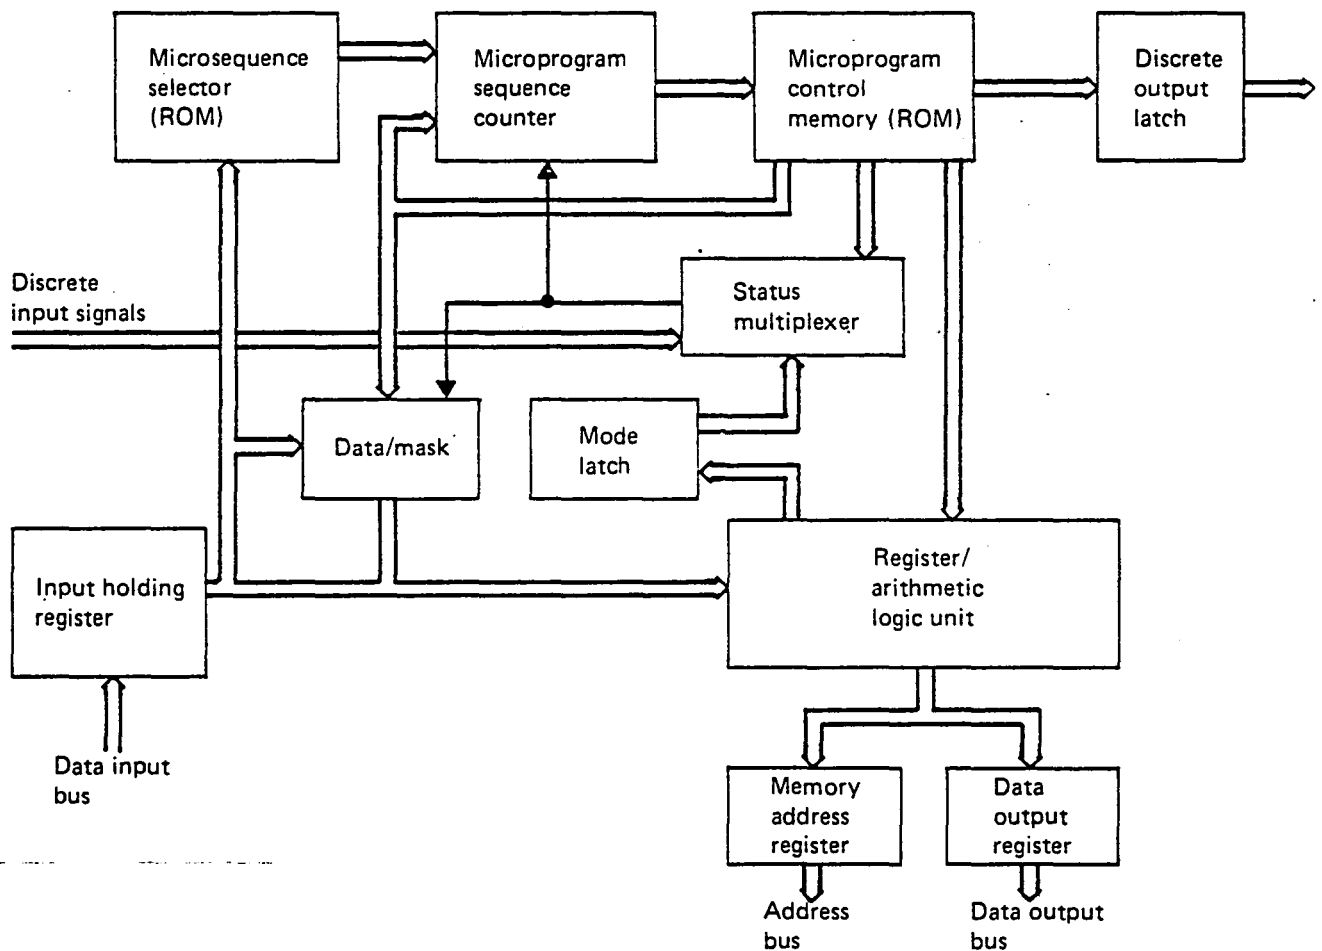 Microsequence
selector
(ROM)
Microprogram
sequence
counter
Microprogram
control
memory (ROM)
Discrete
output
latch
Discrete
input signals
Status
multiplexer
Data/mask
Mode
latch
Input holding
register
Register/
arithmetic
logic unit
Data input
bus
Memory
address
register
Data
output
register
Address
bus
Data output
bus